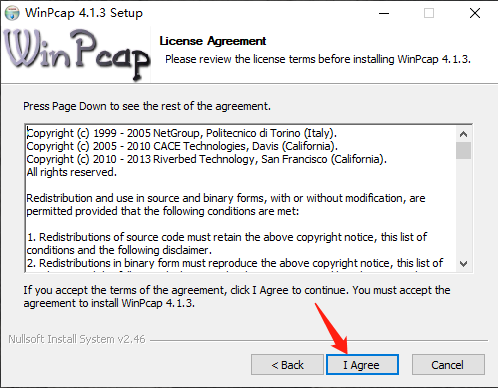 WinPcap 4.1.3 Setup
WinPcap
License Agreement
Please review the license terms before installing WinPcap 4.1.3.
Press Page Down to see the rest of the agreement.
Copyright (c) 1999 - 2005 NetGroup, Politecnico di Torino (Italy).
Copyright (c) 2005 - 2010 CACE Technologies, Davis (California).
Copyright (c) 2010 - 2013 Riverbed Technology, San Francisco (California).
All rights reserved.
Redistribution and use in source and binary forms, with or without modification, are
permitted provided that the following conditions are met:
1. Redistributions of source code must retain the above copyright notice, this list of
conditions and the following disclaimer.
2. Redistributions in binary form must reproduce the above copyright notice, this list of
If you accept the terms of the agreement, click I Agree to continue. You must accept the
agreement to install WinPcap 4.1.3.
Nullsoft Install System v2.46
< Back
I Agree
Cancel